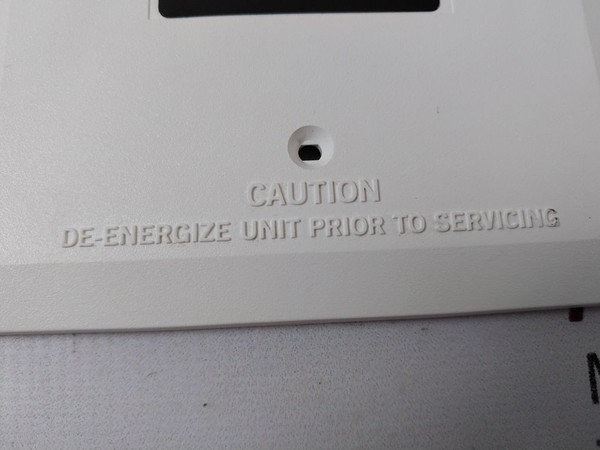 CAUTION
DE-ENERGIZE UNIT PRIOR TO SERVICING